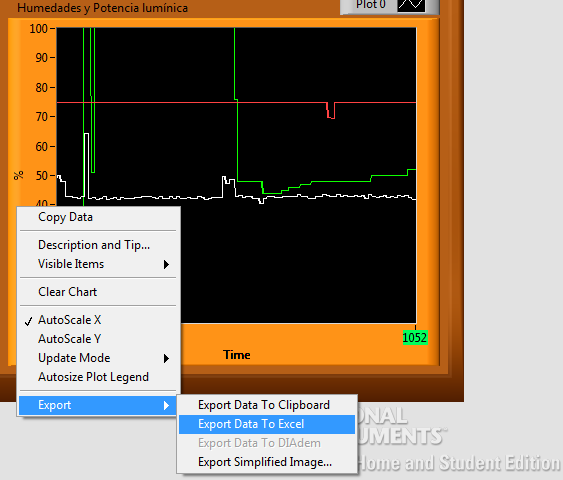 Humedades y Potencia lumínica
Plot 0
100
90
80
70
60
50
40
%
1052
Time
Copy Data
Description and Tip...
Visible Items
Clear Chart
AutoScale X
AutoScale Y
Update Mode
Autosize Plot Legend
Export
Export Data To Clipboard
Export Data To Excel
Export Data To DIAdem
Export Simplified Image...
ONAL
UMENTS™
Home and Student Edition